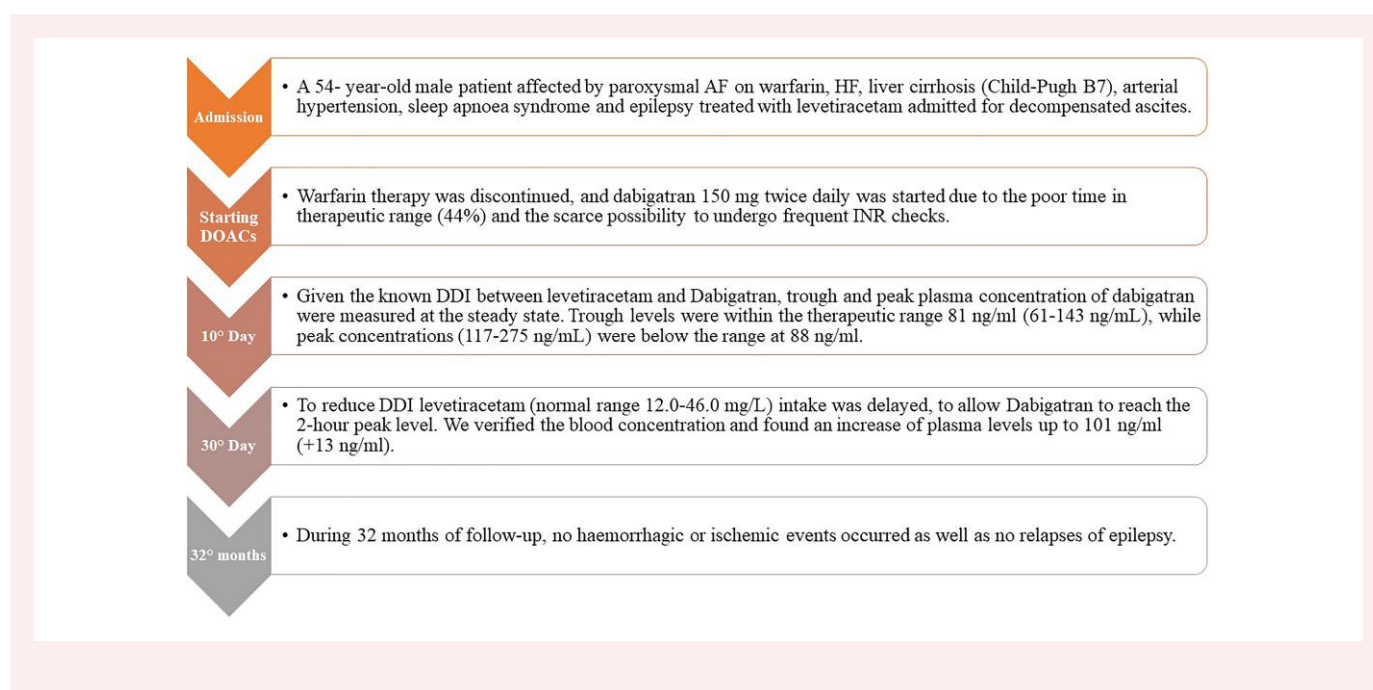 Admission
• A 54- year-old male patient affected by paroxysmal AF on warfarin, HF, liver cirrhosis (Child-Pugh B7), arterial
hypertension, sleep apnoea syndrome and epilepsy treated with levetiracetam admitted for decompensated ascites.
Starting
DOACs
• Warfarin therapy was discontinued, and dabigatran 150 mg twice daily was started due to the poor time in
therapeutic range (44%) and the scarce possibility to undergo frequent INR checks.
10° Day
• Given the known DDI between levetiracetam and Dabigatran, trough and peak plasma concentration of dabigatran
were measured at the steady state. Trough levels were within the therapeutic range 81 ng/ml (61-143 ng/mL), while
peak concentrations (117-275 ng/mL) were below the range at 88 ng/ml.
30° Day
• To reduce DDI levetiracetam (normal range 12.0-46.0 mg/L) intake was delayed, to allow Dabigatran to reach the
2-hour peak level. We verified the blood concentration and found an increase of plasma levels up to 101 ng/ml
(+13 ng/ml).
32° months
• During 32 months of follow-up, no haemorrhagic or ischemic events occurred as well as no relapses of epilepsy.